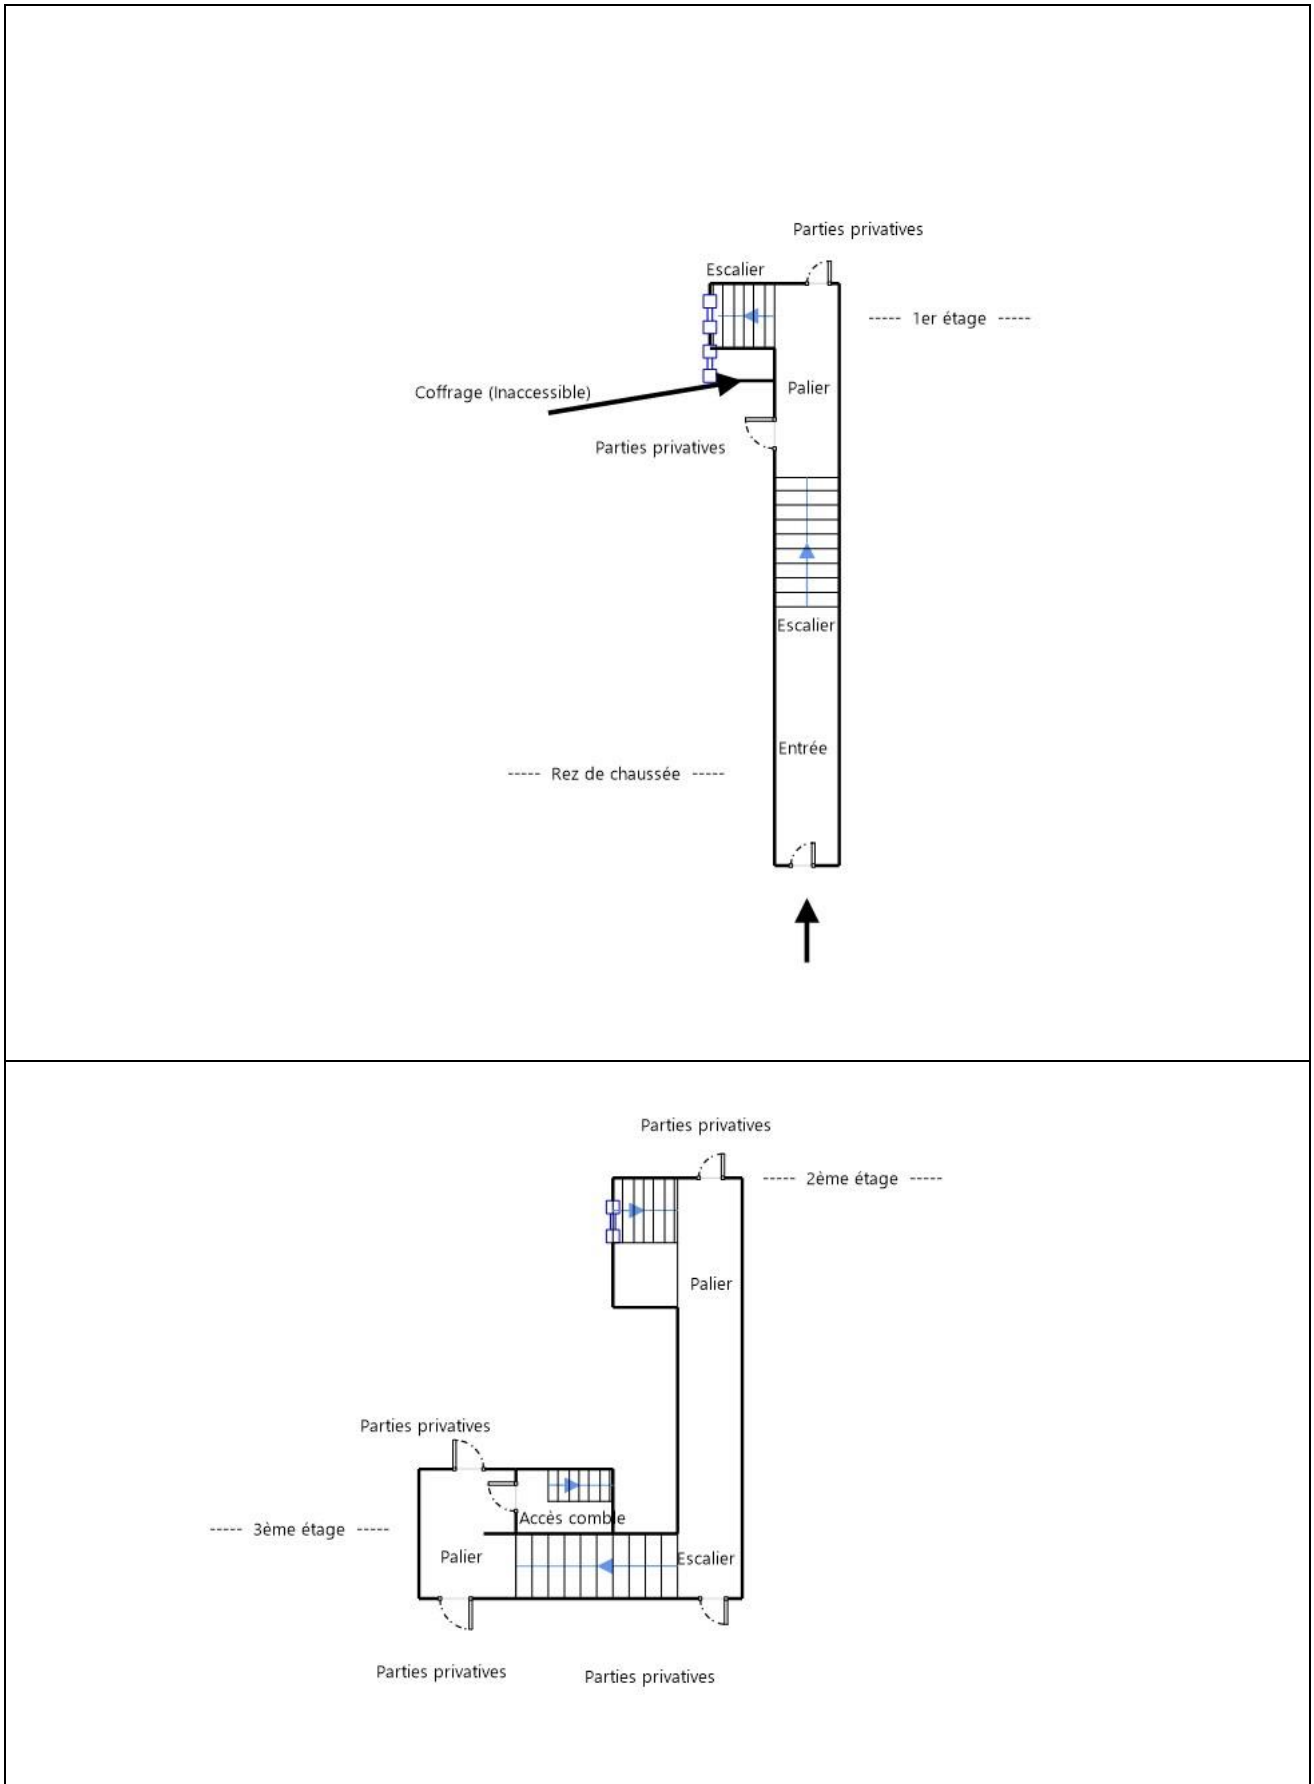 Parties privatives
Escalier
----- 1er étage -----
Palier
Coffrage (Inaccessible)
Parties privatives
Escalier
Entrée
----- Rez de chaussée -----
Parties privatives
----- 2ème étage -----
Palier
Parties privatives
Accès comble
----- 3ème étage -----
Palier
Escalier
Parties privatives
Parties privatives